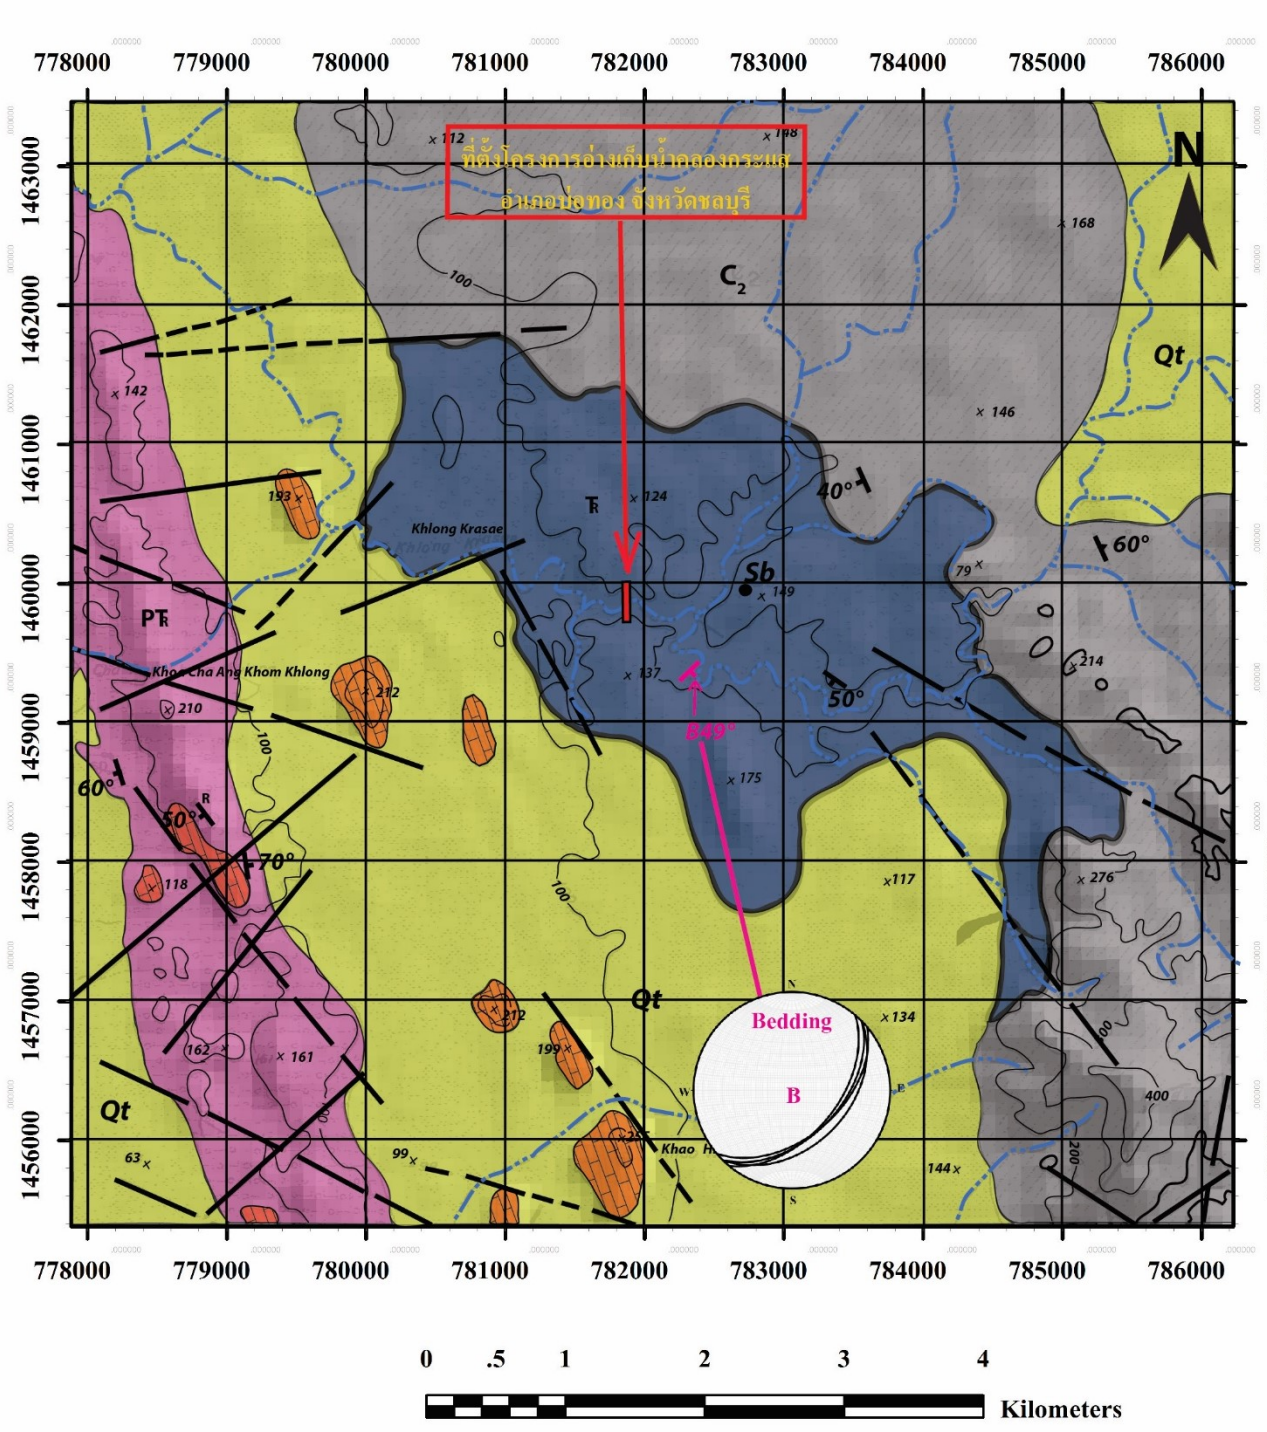 778000 779000 780000 781000 782000 783000 784000 785000 786000
N
1463000
1462000
1461000
1460000
1459000
1458000
1457000
1456000
112
148
ที่ตั้งโครงการอ่างเก็บน้ำคลองกระแส
อำเภอบ่อทอง จังหวัดชลบุรี
168
100
C2
Qt
142
146
193
TR
124
40°
Khlong Krasae
60°
79
Sb
149
PTR
Khao Cha Ang Khom Khlong
212
137
214
210
50°
100
B49°
60°
175
R
50°
70°
118
117
276
100
Qt
212
134
199
162
161
N
Bedding
W
B
E
S
400
Qt
100
200
63
99
Khao
144
778000 779000 780000 781000 782000 783000 784000 785000 786000
0 .5 1 2 3 4
Kilometers